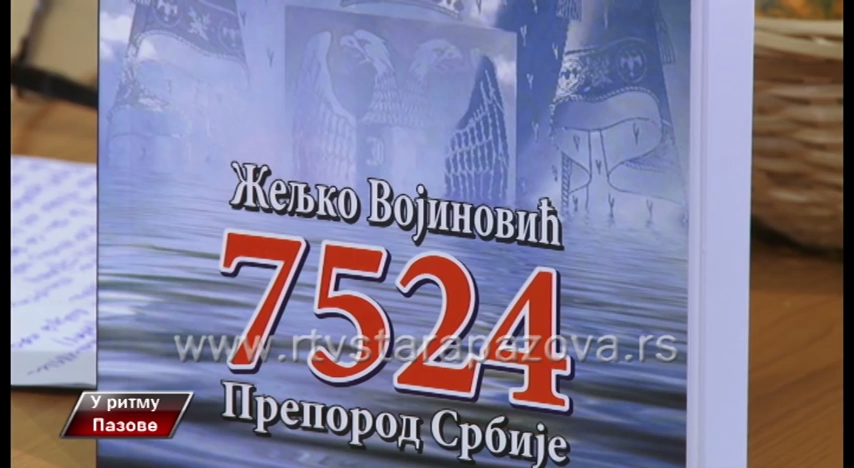 Жељко Војиновић
7524
www.rtvstarapazova.rs
Препород Србије
У ритму
Пазове